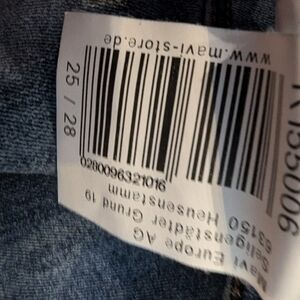 Mavi Europe AG
Seligenstädter Grund 19
63150 Heusenstamm
0280096321016
25 / 28
www.mavi-store.de